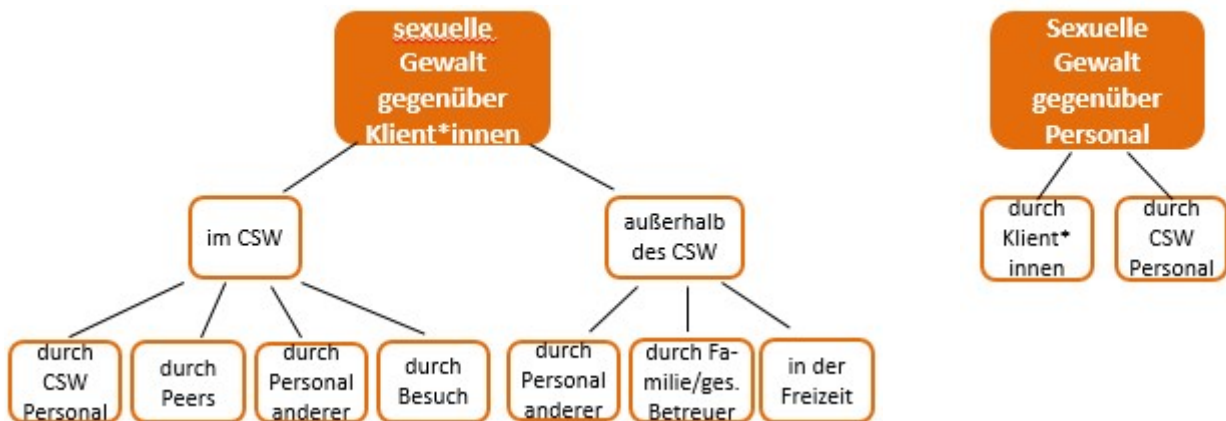 sexuelle
Gewalt
gegenüber
Klient*innen
im CSW
durch
CSW
Personal
durch
Peers
durch
Personal
anderer
durch
Besuch
außerhalb
des CSW
durch
Personal
anderer
durch Fa-
milie/ges.
Betreuer
in der
Freizeit
Sexuelle
Gewalt
gegenüber
Personal
durch
Klient*
innen
durch
CSW
Personal